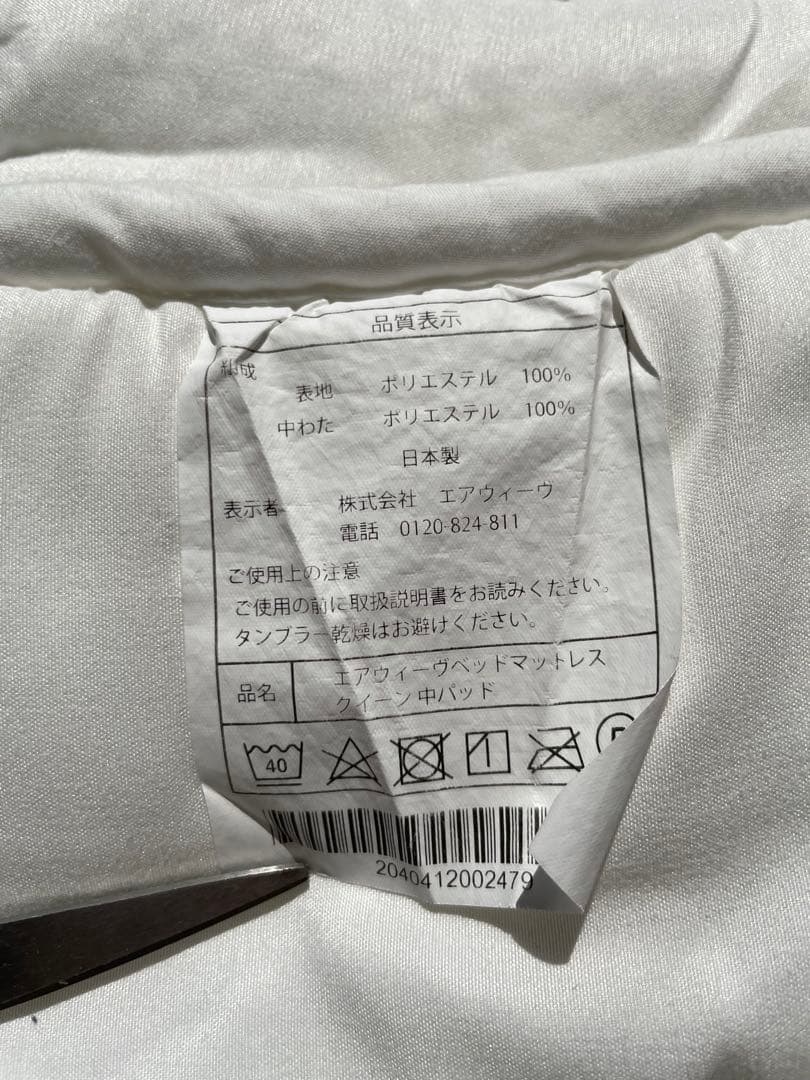 品質表示
組成
表地 ポリエステル 100%
中わた ポリエステル 100%
日本製
表示者 株式会社 エアウィーヴ
電話 0120-824-811
ご使用上の注意
ご使用の前に取扱説明書をお読みください。
タンブラー乾燥はお避けください。
品名 エアウィーヴベッドマットレス
クイーン 中パッド
40
2040412002479